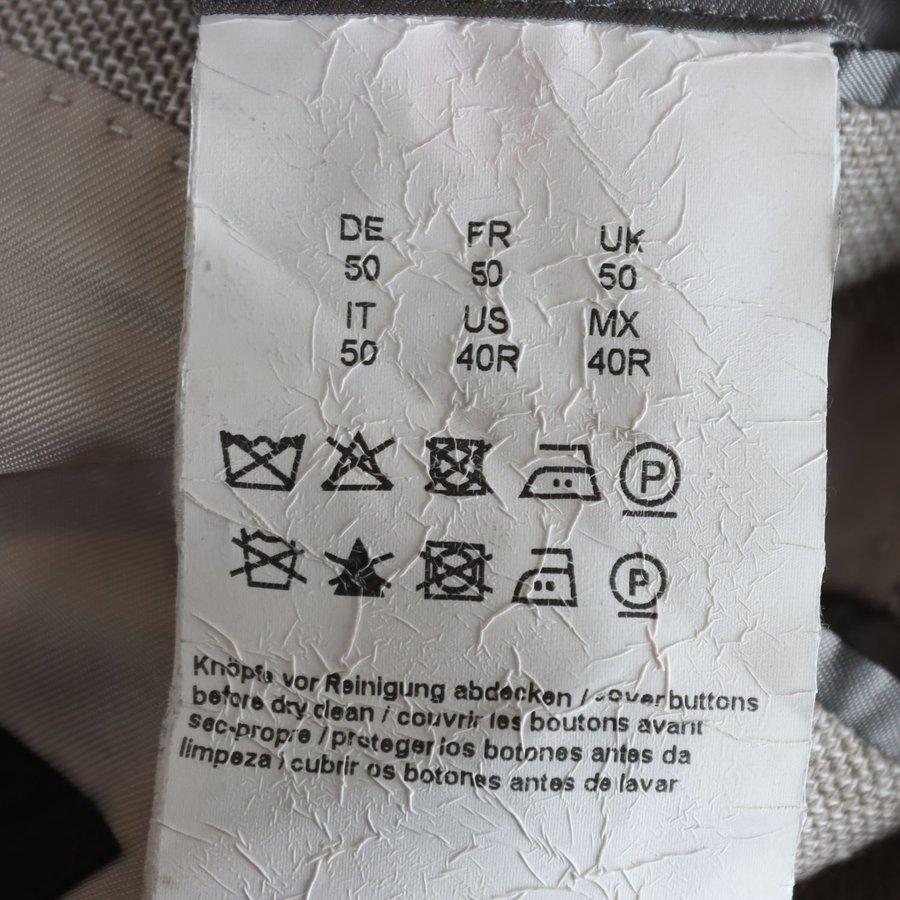 DE FR UK
50 50 50
IT US MX
50 40R 40R
P
P
Knöpfe vor Reinigung abdecken / cover buttons
before dry clean / couvrir les boutons avant
sec-propre / proteger los botones antes da
limpeza / cubrir os botones antes de lavar